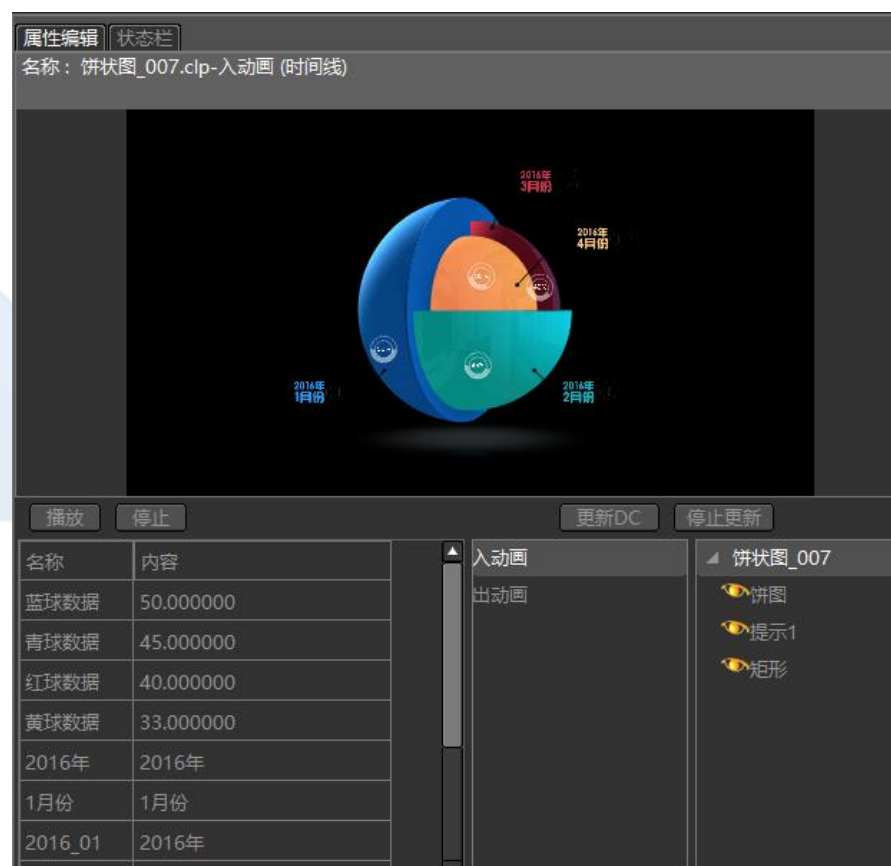 属性编辑 状态栏
名称： 饼状图_007.clp-入动画 (时间线)
2016年
3月份
2016年
4月份
2016年
1月份
2016年
2月份
播放 停止 更新DC 停止更新
名称 内容
蓝球数据 50.000000
青球数据 45.000000
红球数据 40.000000
黄球数据 33.000000
2016年 2016年
1月份 1月份
2016_01 2016年
入动画
出动画
饼状图_007
饼图
提示1
矩形